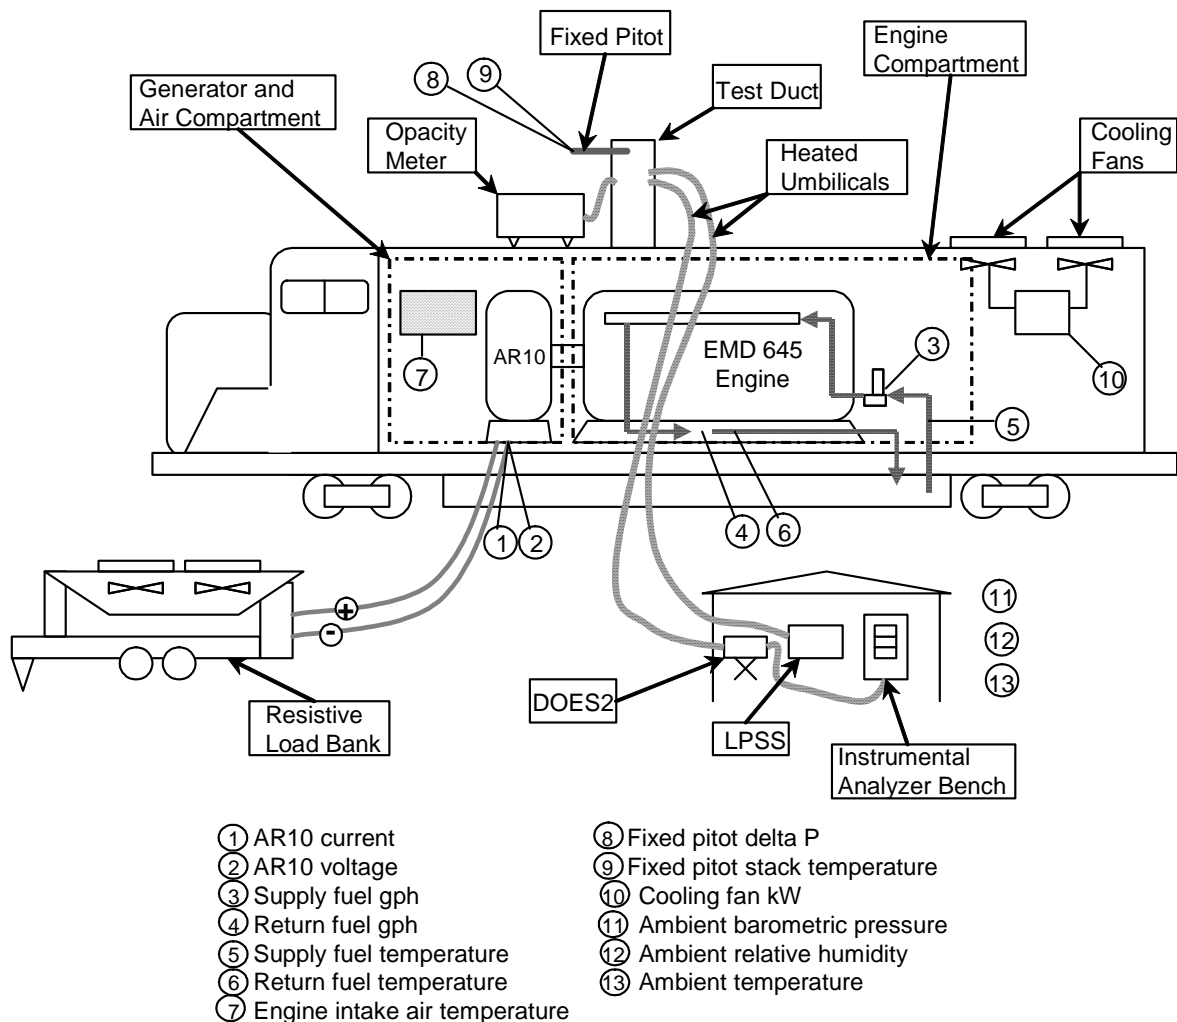 Fixed Pitot
Engine
Compartment
9
8
Generator and
Air Compartment
Test Duct
Opacity
Meter
Heated
Umbilicals
Cooling
Fans
AR10
EMD 645
Engine
7
3
10
5
1
2
4
6
+
-
11
12
13
DOES2
LPSS
Resistive
Load Bank
Instrumental
Analyzer Bench
1 AR10 current
2 AR10 voltage
3 Supply fuel gph
4 Return fuel gph
5 Supply fuel temperature
6 Return fuel temperature
7 Engine intake air temperature
8 Fixed pitot delta P
9 Fixed pitot stack temperature
10 Cooling fan kW
11 Ambient barometric pressure
12 Ambient relative humidity
13 Ambient temperature